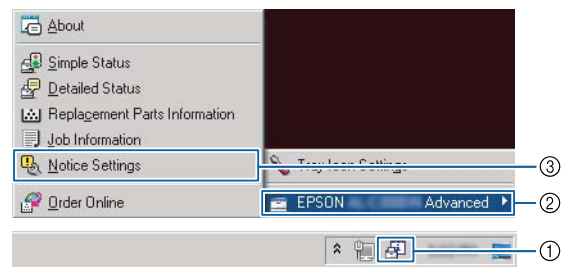 About
Simple Status
Detailed Status
Replacement Parts Information
Job Information
Notice Settings
Tray Icon Settings
③
Order Online
EPSON Advanced
②
①